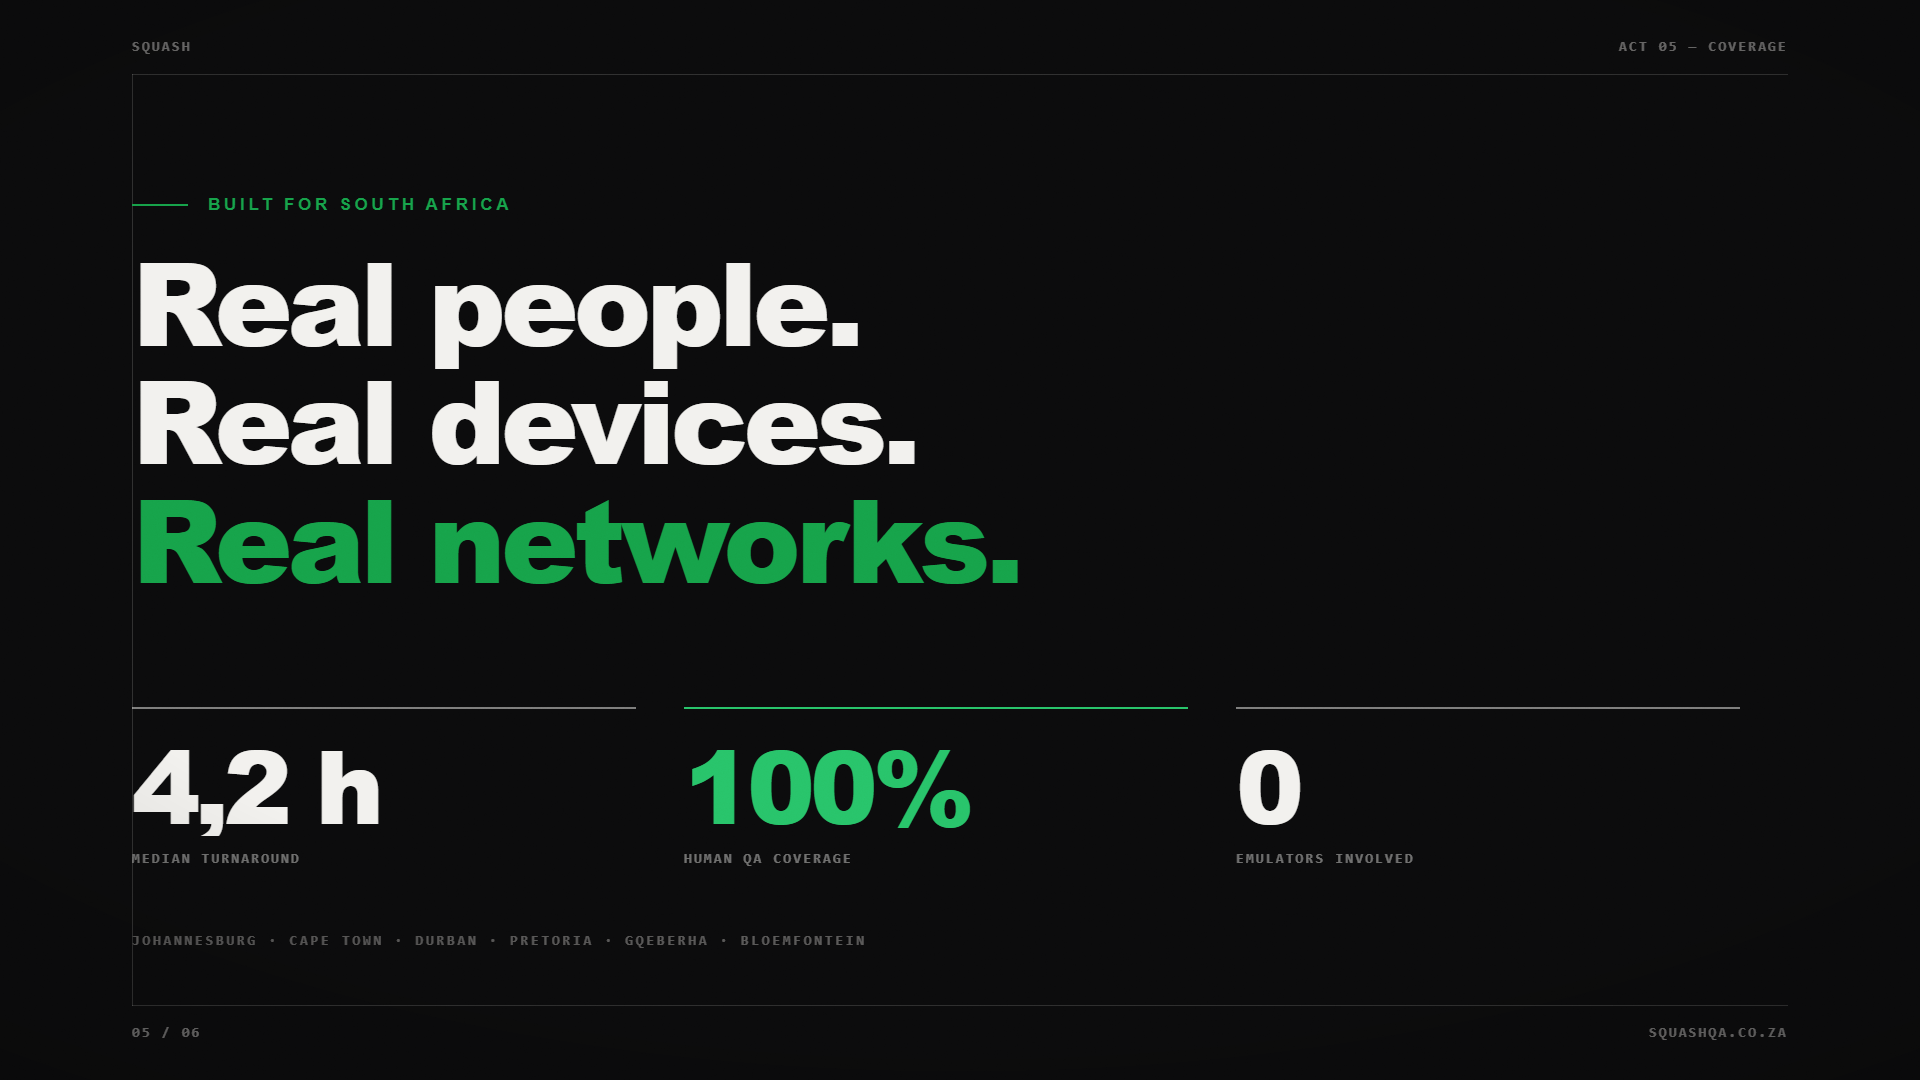 SQUASH
ACT 05 — COVERAGE
BUILT FOR SOUTH AFRICA
Real people.
Real devices.
Real networks.
4,2 h
MEDIAN TURNAROUND
100%
HUMAN QA COVERAGE
0
EMULATORS INVOLVED
JOHANNESBURG · CAPE TOWN · DURBAN · PRETORIA · GQEBERHA · BLOEMFONTEIN
05 / 06
SQUASHQA.CO.ZA